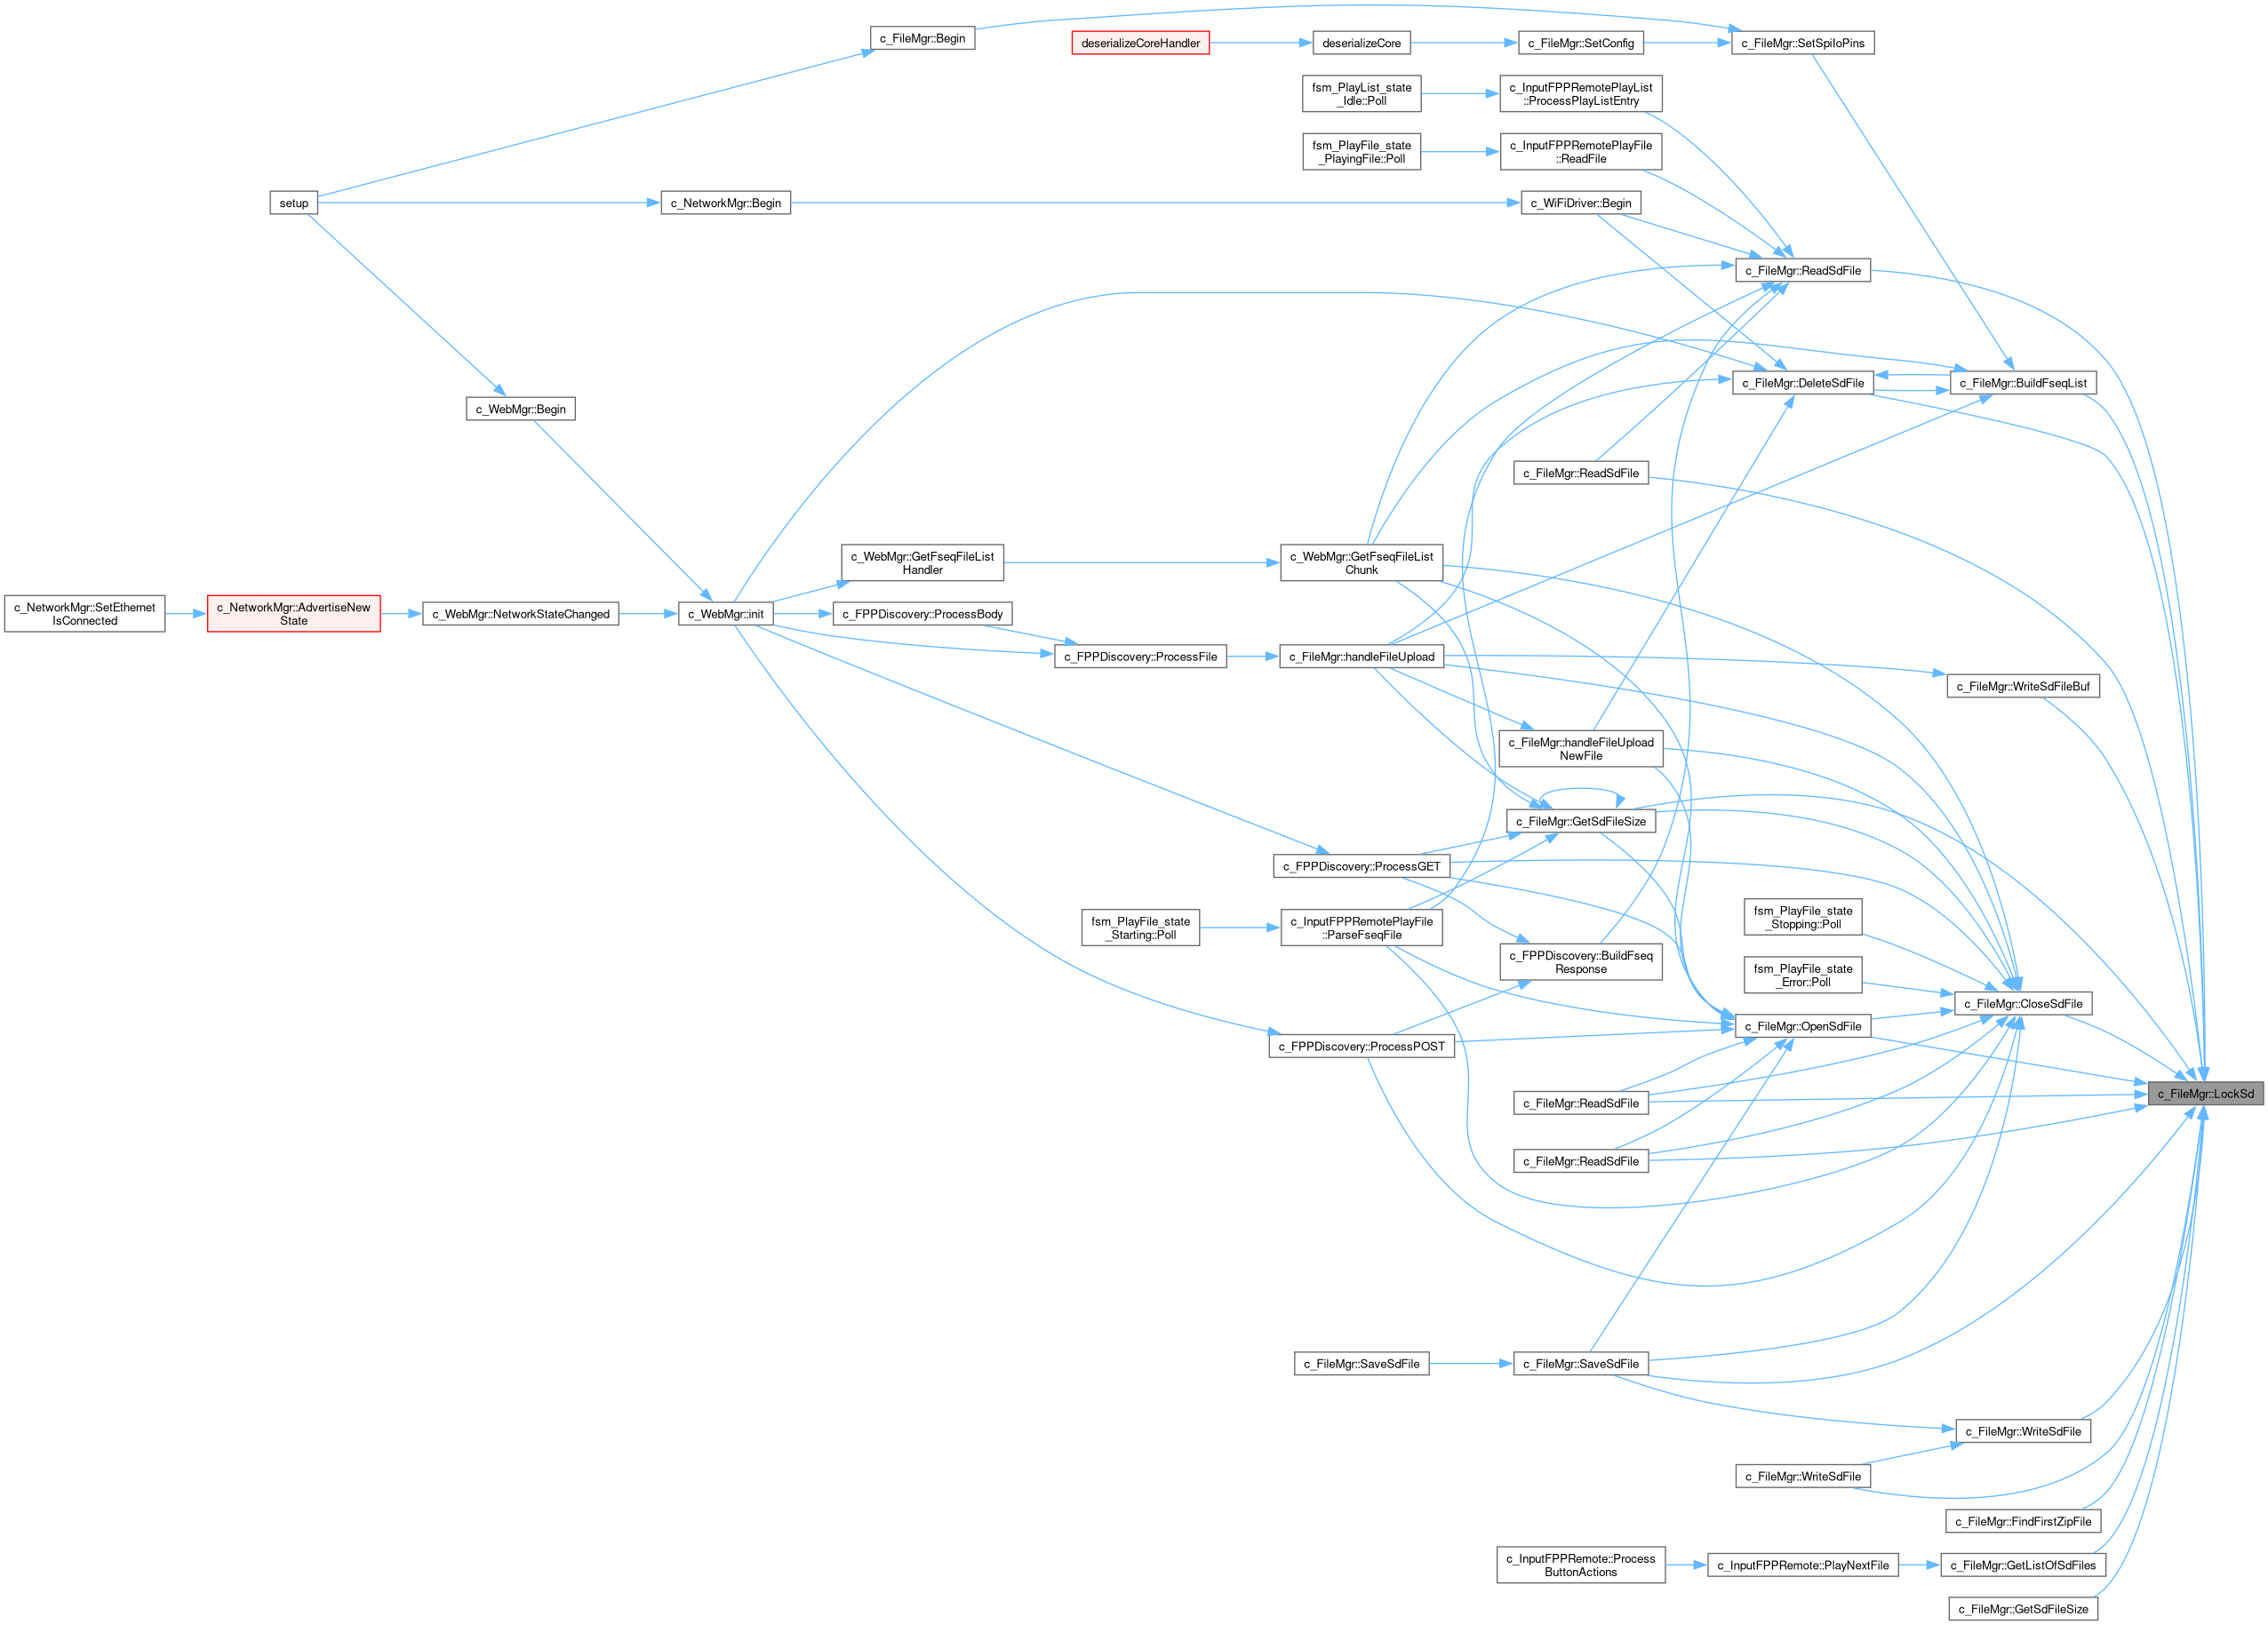 c_FileMgr::Begin
deserializeCoreHandler
deserializeCore
c_FileMgr::SetConfig
c_FileMgr::SetSpiIoPins
fsm_PlayList_state
_Idle::Poll
c_InputFPPRemotePlayList
::ProcessPlayListEntry
fsm_PlayFile_state
_PlayingFile::Poll
c_InputFPPRemotePlayFile
::ReadFile
setup
c_NetworkMgr::Begin
c_WiFiDriver::Begin
c_FileMgr::ReadSdFile
c_FileMgr::DeleteSdFile
c_FileMgr::BuildFseqList
c_WebMgr::Begin
c_FileMgr::ReadSdFile
c_WebMgr::GetFseqFileList
Handler
c_WebMgr::GetFseqFileList
Chunk
c_NetworkMgr::SetEthernet
IsConnected
c_NetworkMgr::AdvertiseNew
State
c_WebMgr::NetworkStateChanged
c_WebMgr::init
c_FPPDiscovery::ProcessBody
c_FPPDiscovery::ProcessFile
c_FileMgr::handleFileUpload
c_FileMgr::WriteSdFileBuf
c_FileMgr::handleFileUpload
NewFile
c_FileMgr::GetSdFileSize
c_FPPDiscovery::ProcessGET
fsm_PlayFile_state
_Starting::Poll
c_InputFPPRemotePlayFile
::ParseFseqFile
fsm_PlayFile_state
_Stopping::Poll
c_FPPDiscovery::BuildFseq
Response
fsm_PlayFile_state
_Error::Poll
c_FileMgr::CloseSdFile
c_FileMgr::OpenSdFile
c_FPPDiscovery::ProcessPOST
c_FileMgr::LockSd
c_FileMgr::ReadSdFile
c_FileMgr::ReadSdFile
c_FileMgr::SaveSdFile
c_FileMgr::SaveSdFile
c_FileMgr::WriteSdFile
c_FileMgr::WriteSdFile
c_FileMgr::FindFirstZipFile
c_InputFPPRemote::Process
ButtonActions
c_InputFPPRemote::PlayNextFile
c_FileMgr::GetListOfSdFiles
c_FileMgr::GetSdFileSize